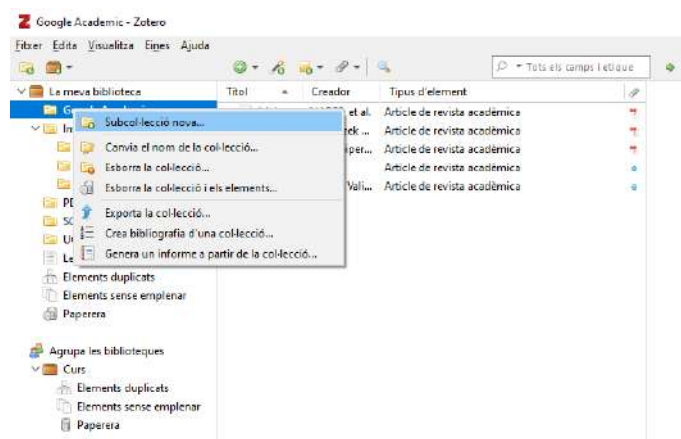 Google Academic - Zotero
Fitxer Edita Visualitza Eines Ajuda
Tots els camps i etique
La meva biblioteca
Títol Creador Tipus d'element
et al. Article de revista acadèmica
Article de revista acadèmica
Article de revista acadèmica
Article de revista acadèmica
Vali... Article de revista acadèmica
Subcol·lecció nova...
Canvia el nom de la col·lecció...
Esborra la col·lecció...
Esborra la col·lecció i els elements...
Exporta la col·lecció...
Crea bibliografia d'una col·lecció...
Genera un informe a partir de la col·lecció...
Elements duplicats
Elements sense emplenar
Paperera
Agrupa les biblioteques
Curs
Elements duplicats
Elements sense emplenar
Paperera